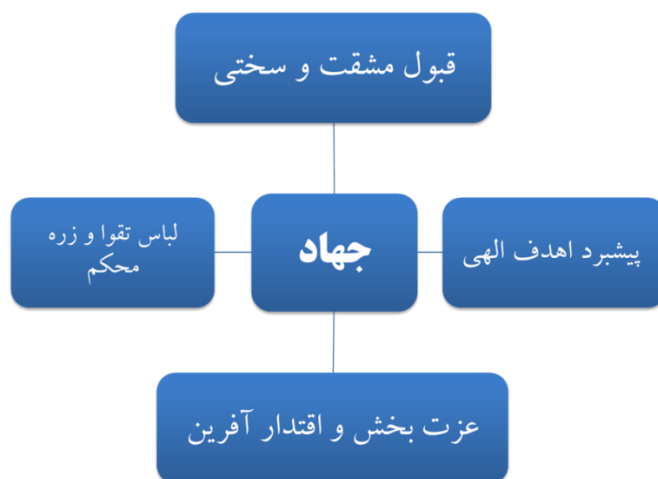 قبول مشقت و سختی
پیشبرد اهدف الهی
جهاد
لباس تقوا و زره
محکم
عزت بخش و اقتدار آفرین